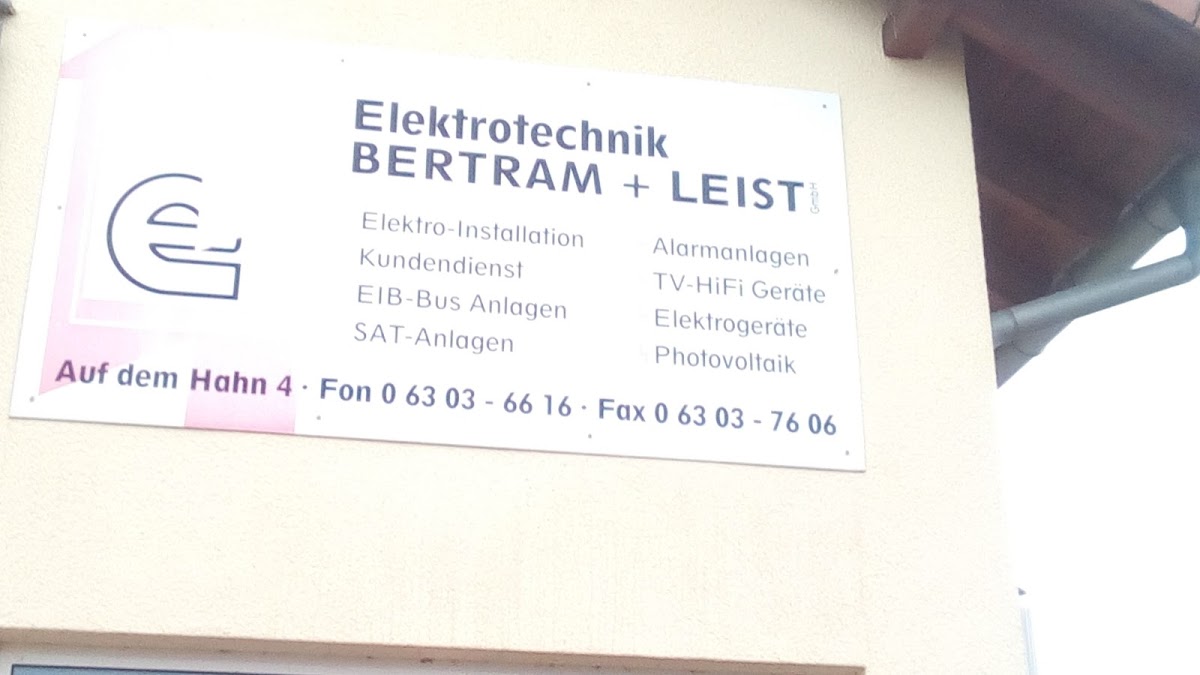 Elektrotechnik
BERTRAM + LEIST GmbH
Elektro-Installation
Kundendienst
EIB-Bus Anlagen
SAT-Anlagen
Alarmanlagen
TV-HiFi Geräte
Elektrogeräte
Photovoltaik
Auf dem Hahn 4 · Fon 0 63 03 - 66 16 · Fax 0 63 03 - 76 06